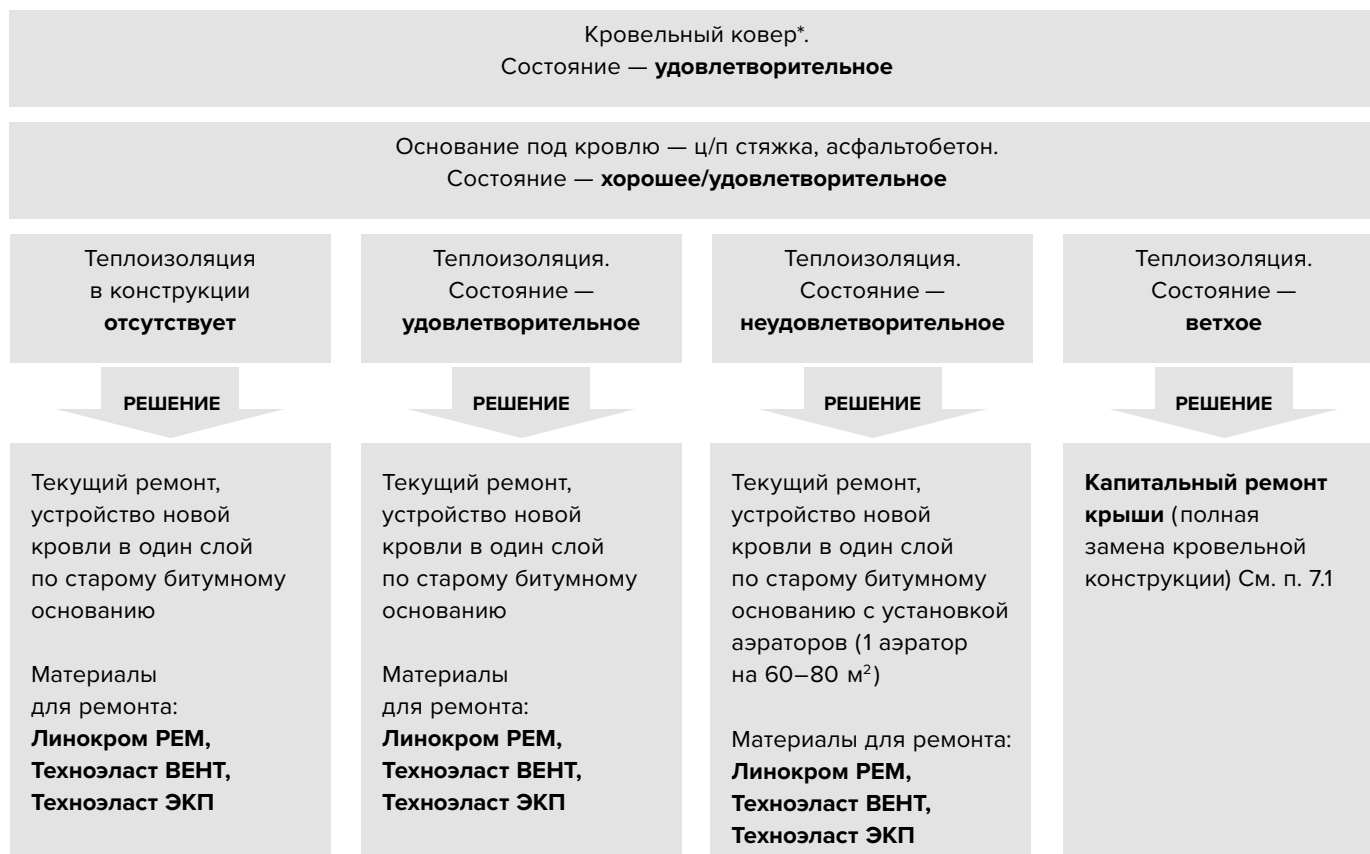 Кровельный ковер*.
Состояние — удовлетворительное
Основание под кровлю — ц/п стяжка, асфальтобетон.
Состояние — хорошее/удовлетворительное
Теплоизоляция
в конструкции
отсутствует
РЕШЕНИЕ
Текущий ремонт,
устройство новой
кровли в один слой
по старому битумному
основанию
Материалы
для ремонта:
Линокром РЕМ,
Техноэласт ВЕНТ,
Техноэласт ЭКП
Теплоизоляция.
Состояние —
удовлетворительное
РЕШЕНИЕ
Текущий ремонт,
устройство новой
кровли в один слой
по старому битумному
основанию
Материалы
для ремонта:
Линокром РЕМ,
Техноэласт ВЕНТ,
Техноэласт ЭКП
Теплоизоляция.
Состояние —
неудовлетворительное
РЕШЕНИЕ
Текущий ремонт,
устройство новой
кровли в один слой
по старому битумному
основанию с установкой
аэраторов (1 аэратор
на 60–80 м²)
Материалы для ремонта:
Линокром РЕМ,
Техноэласт ВЕНТ,
Техноэласт ЭКП
Теплоизоляция.
Состояние —
ветхое
РЕШЕНИЕ
Капитальный ремонт
крыши (полная
замена кровельной
конструкции) См. п. 7.1